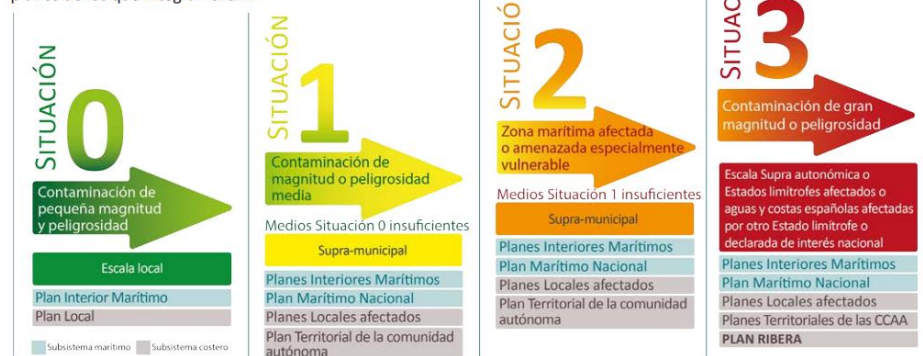 SITUACIÓN
0
Contaminación de
pequeña magnitud
y peligrosidad
Escala local
Plan Interior Marítimo
Plan Local
Subsistema marítimo
Subsistema costero
SITUACIÓN
1
Contaminación de
magnitud o peligrosidad
media
Medios Situación 0 insuficientes
Supra-municipal
Planes Interiores Marítimos
Plan Marítimo Nacional
Planes Locales afectados
Plan Territorial de la comunidad
autónoma
SITUACIÓ
2
Zona marítima afectada
o amenazada especialmente
vulnerable
Medios Situación 1 insuficientes
Supra-municipal
Planes Interiores Marítimos
Plan Marítimo Nacional
Planes Locales afectados
Plan Territorial de la comunidad
autónoma
SITUAC
3
Contaminación de gran
magnitud o peligrosidad
Escala Supra autonómica o
Estados limítrofes afectados o
aguas y costas españolas afectadas
por otro Estado limítrofe o
declarada de interés nacional
Planes Interiores Marítimos
Plan Marítimo Nacional
Planes Locales afectados
Planes Territoriales de las CCAA
PLAN RIBERA